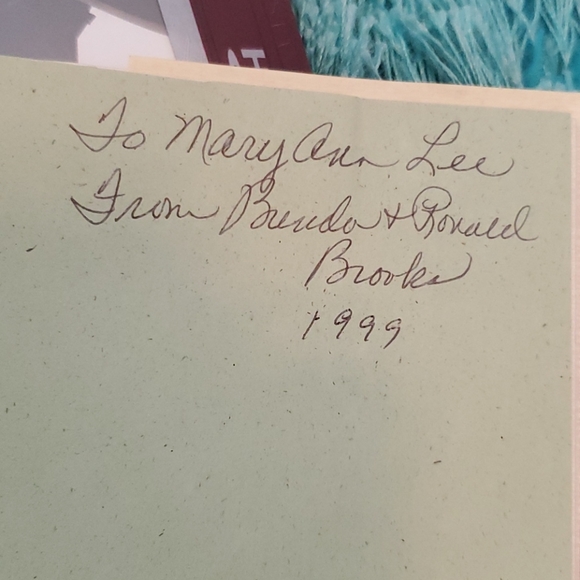 To Mary Ann Lee
From Brenda & Ronald
Brooks
1999